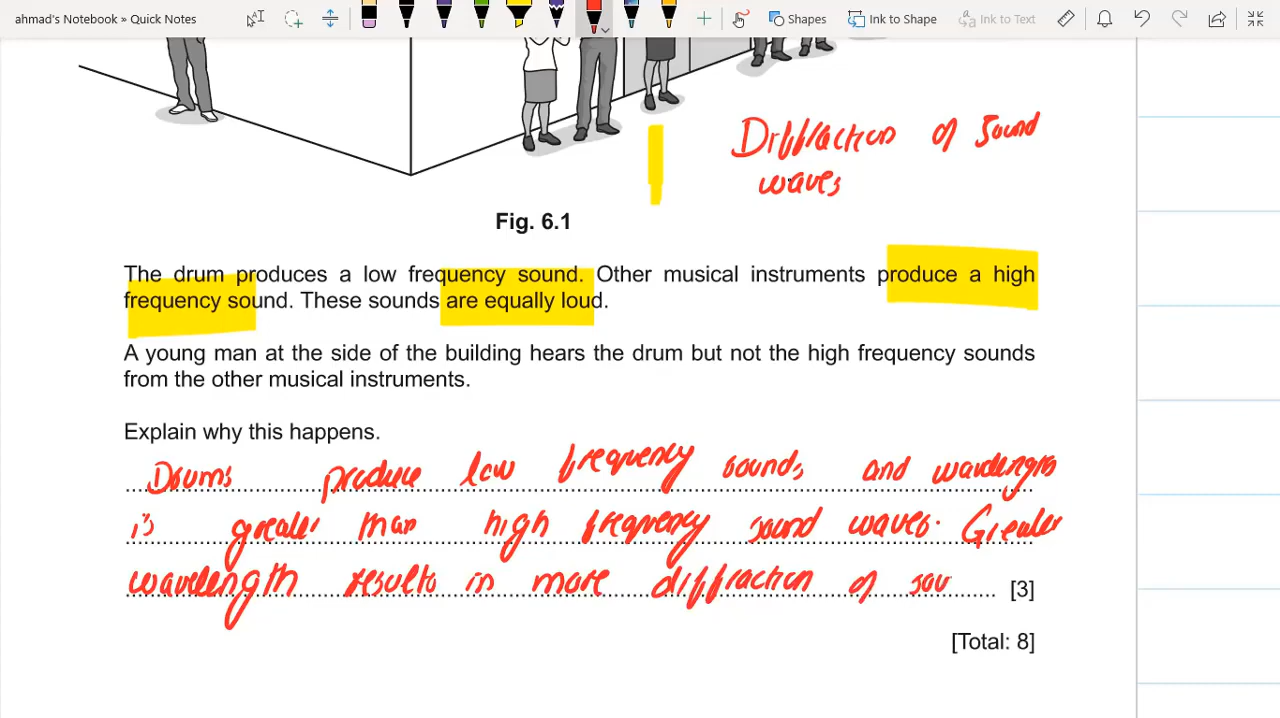 ahmad's Notebook » Quick Notes
Shapes
Ink to Shape
Ink to Text
Diffraction of sound
waves
Fig. 6.1
The drum produces a low frequency sound. Other musical instruments produce a high
frequency sound. These sounds are equally loud.
A young man at the side of the building hears the drum but not the high frequency sounds
from the other musical instruments.
Explain why this happens.
Drums produce low frequency sounds and wavelength
is greater than high frequency sound waves. Greater
wavelength results in more diffraction of sou
[3]
[Total: 8]